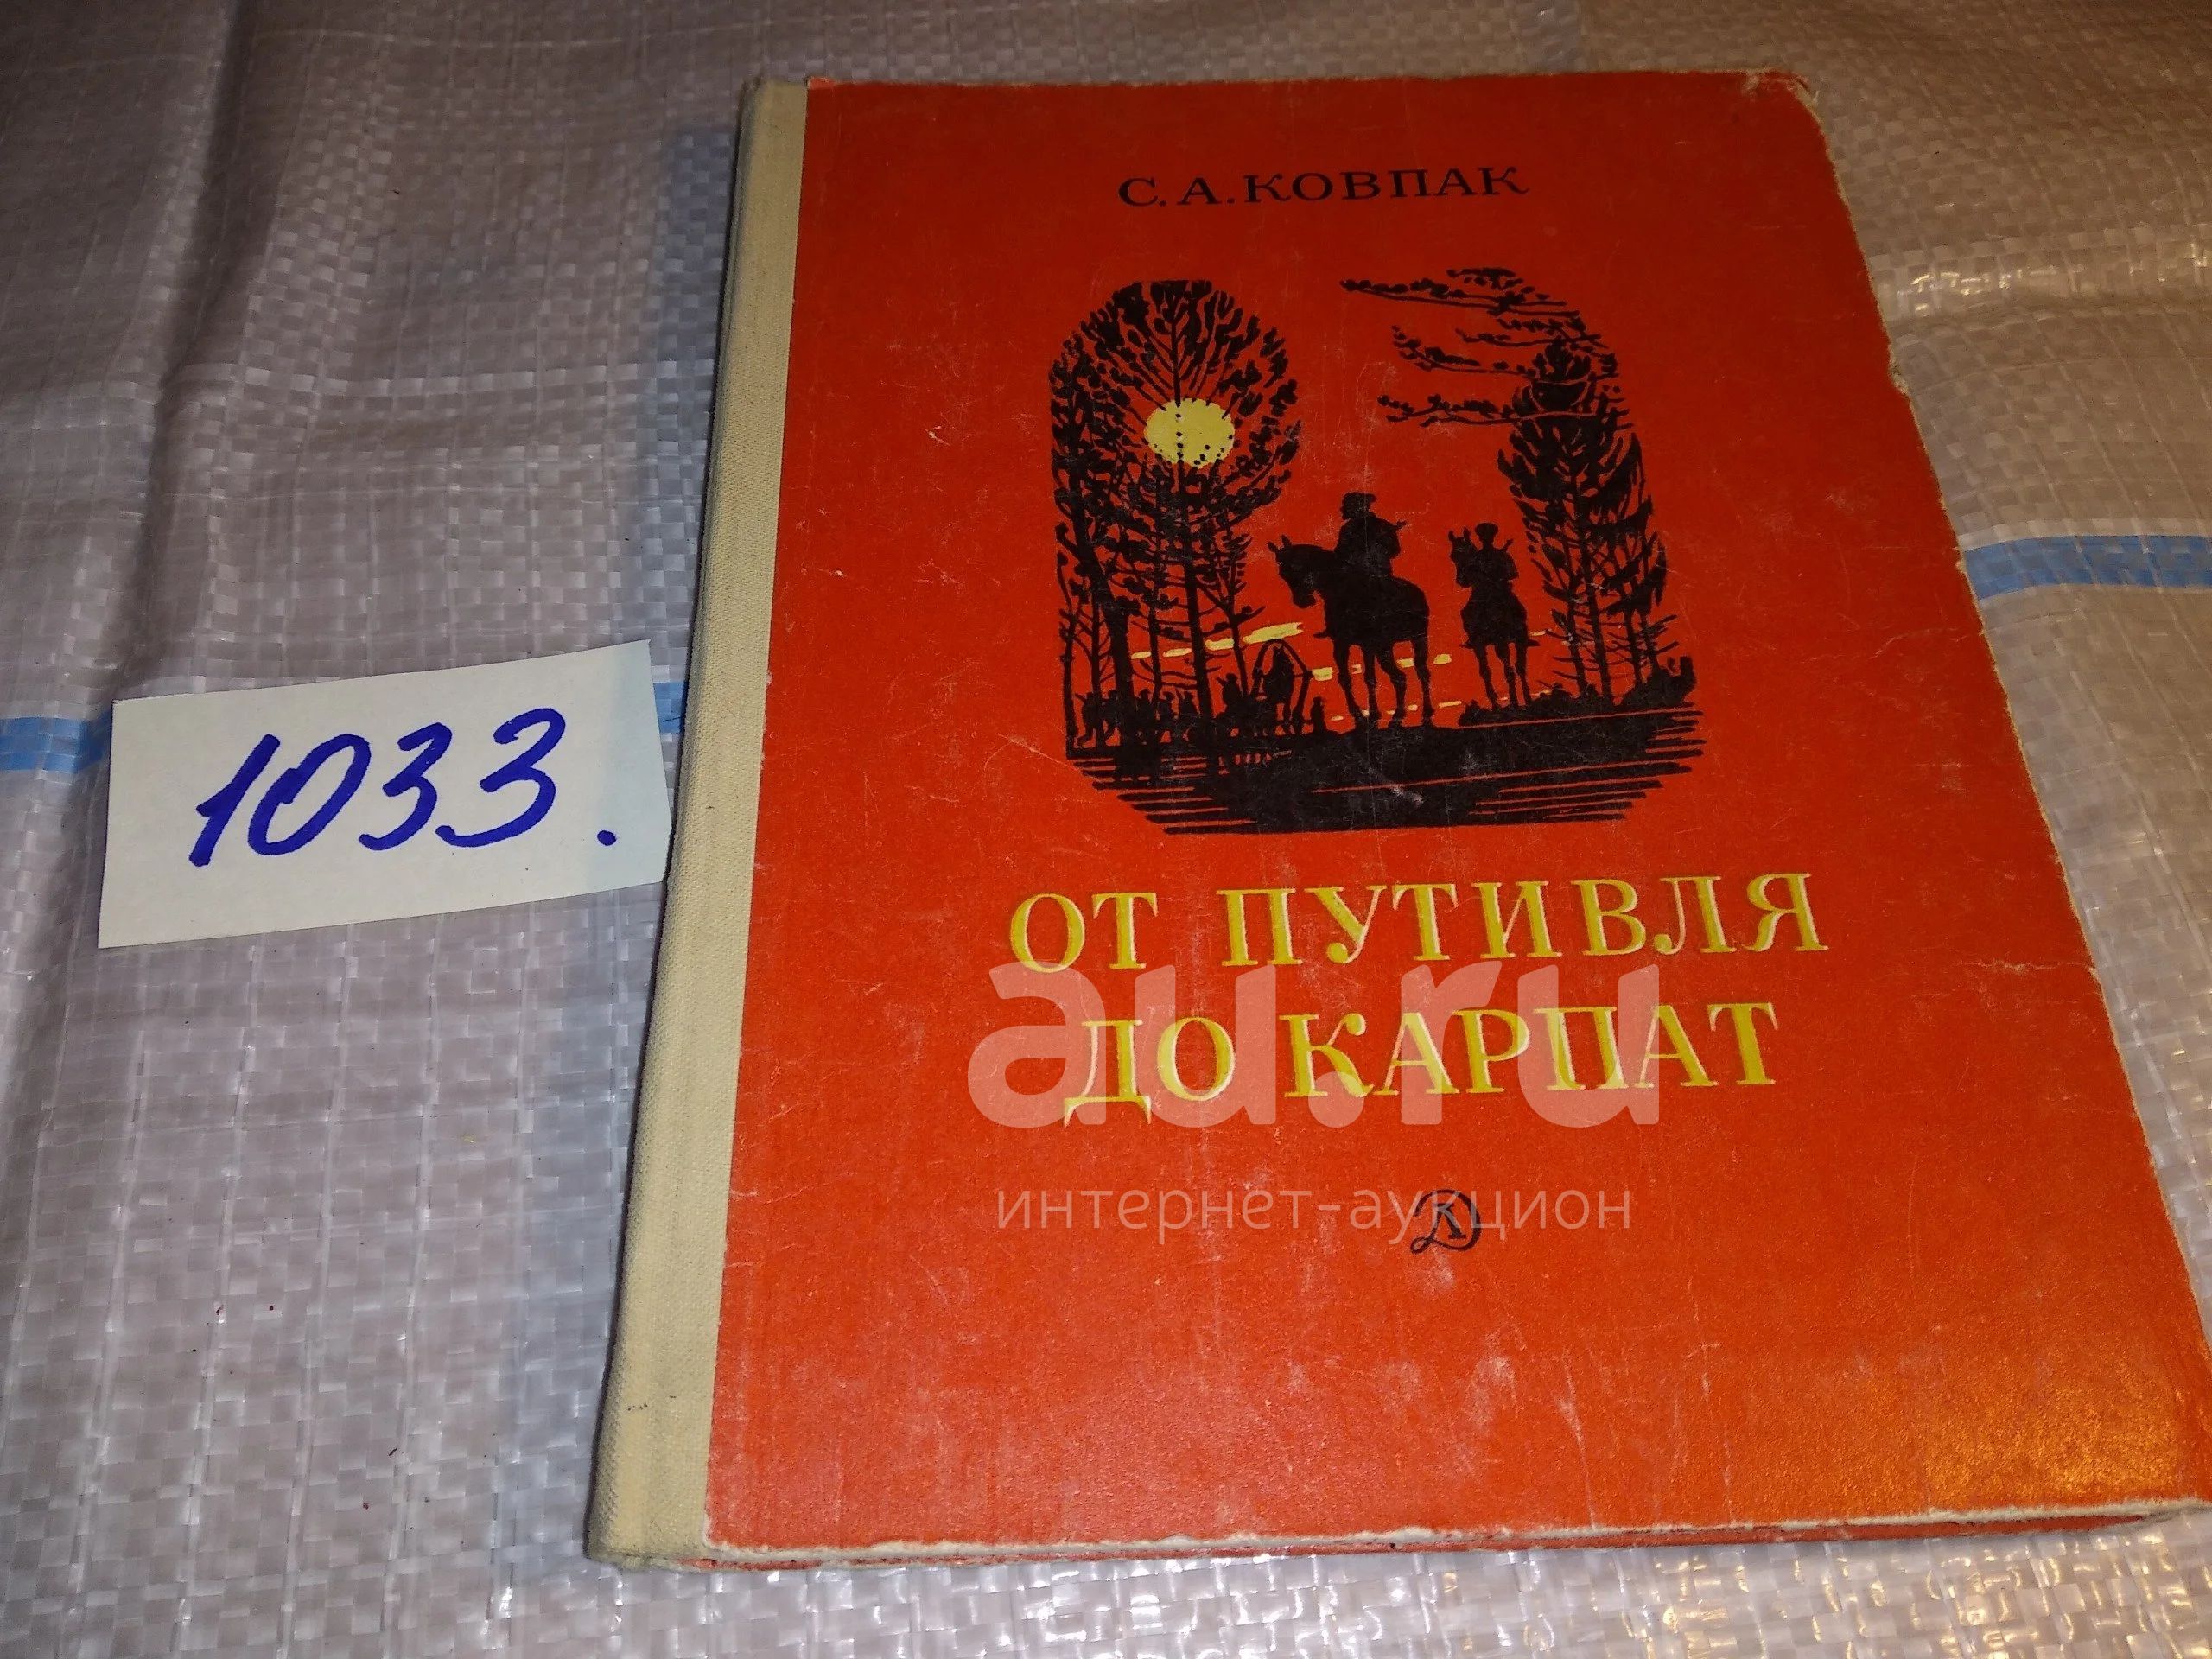 С. А. КОВПАК
1033.
ОТ ПУТИВЛЯ
ДО КАРПАТ
au.ru
интернет-аукцион